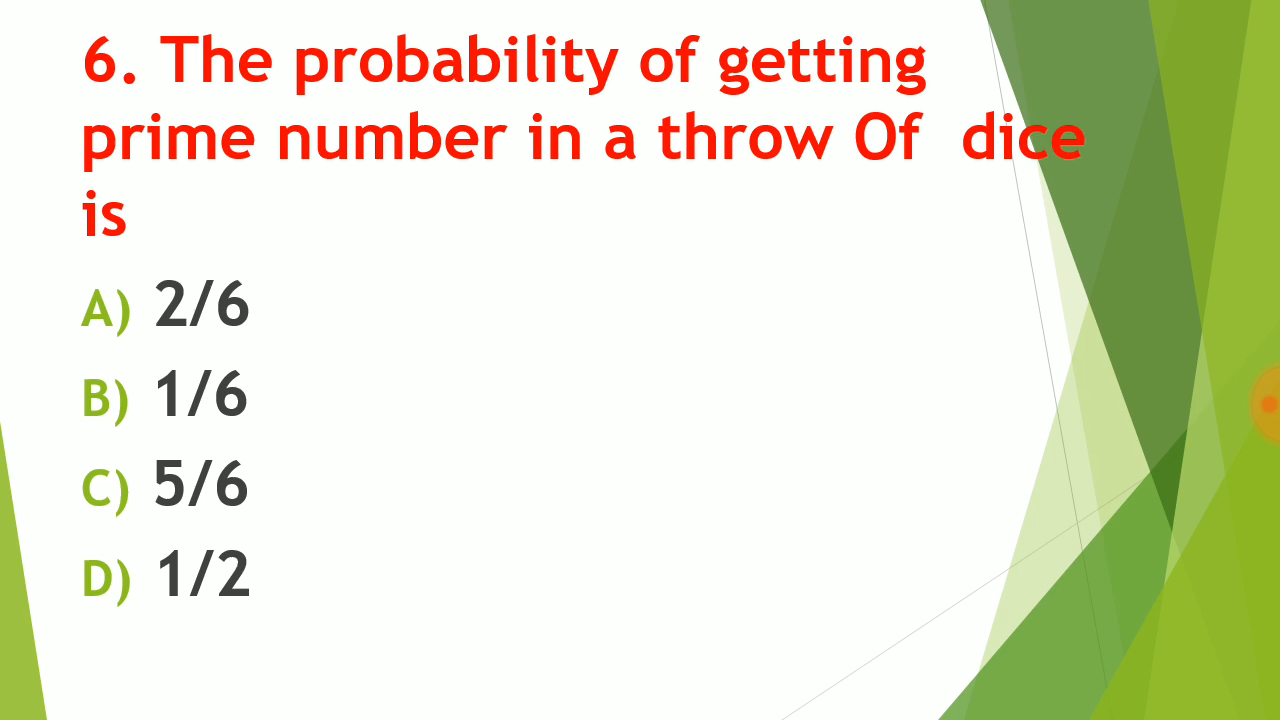 6. The probability of getting
prime number in a throw Of  dice
is
A) 2/6
B) 1/6
C) 5/6
D) 1/2